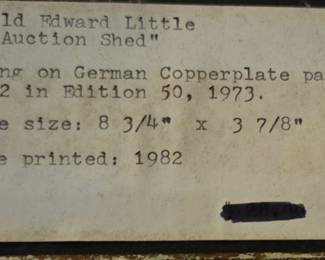 ld Edward Little
Auction Shed"
ng on German Copperplate pa
2 in Edition 50, 1973.
e size: 8 3/4" x 3 7/8"
e printed: 1982